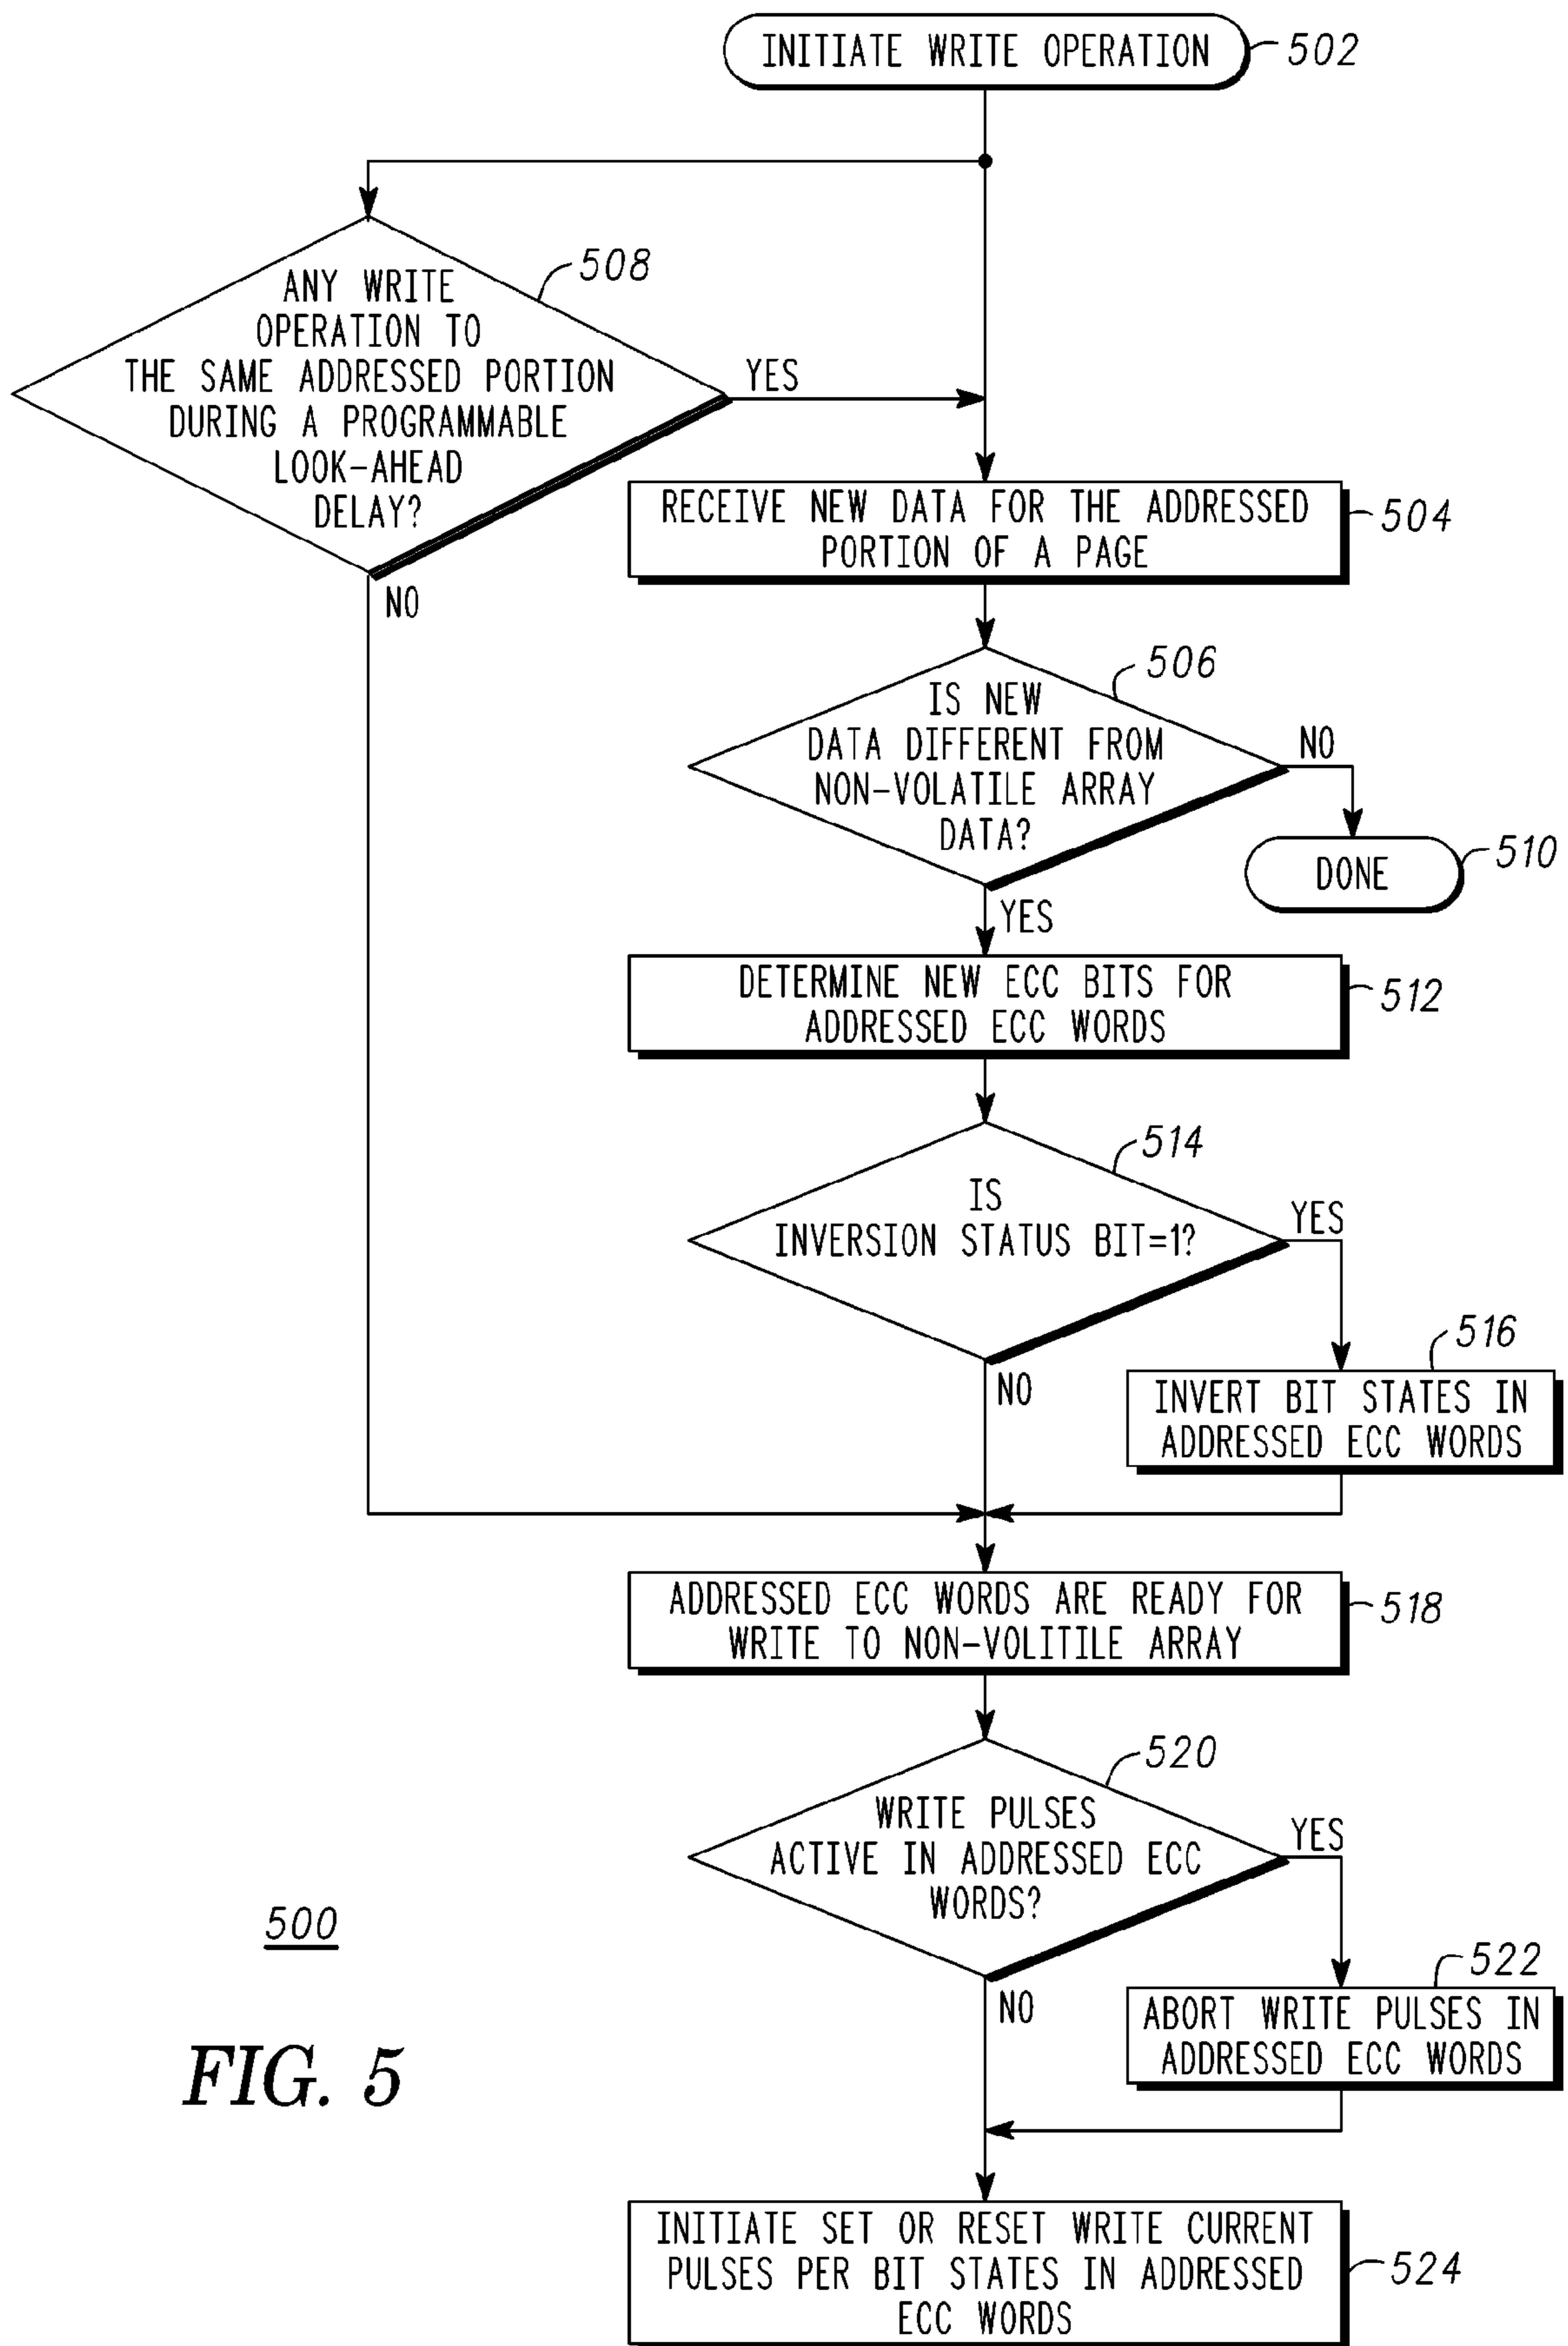 INITIATE WRITE OPERATION
502
ANY WRITE
OPERATION TO
THE SAME ADDRESSED PORTION
DURING A PROGRAMMABLE
LOOK-AHEAD
DELAY?
508
YES
NO
RECEIVE NEW DATA FOR THE ADDRESSED
PORTION OF A PAGE
504
IS NEW
DATA DIFFERENT FROM
NON-VOLATILE ARRAY
DATA?
506
NO
DONE
510
YES
DETERMINE NEW ECC BITS FOR
ADDRESSED ECC WORDS
512
IS
INVERSION STATUS BIT=1?
514
YES
NO
INVERT BIT STATES IN
ADDRESSED ECC WORDS
516
ADDRESSED ECC WORDS ARE READY FOR
WRITE TO NON-VOLITILE ARRAY
518
WRITE PULSES
ACTIVE IN ADDRESSED ECC
WORDS?
520
YES
NO
ABORT WRITE PULSES IN
ADDRESSED ECC WORDS
522
INITIATE SET OR RESET WRITE CURRENT
PULSES PER BIT STATES IN ADDRESSED
ECC WORDS
524
500
FIG. 5